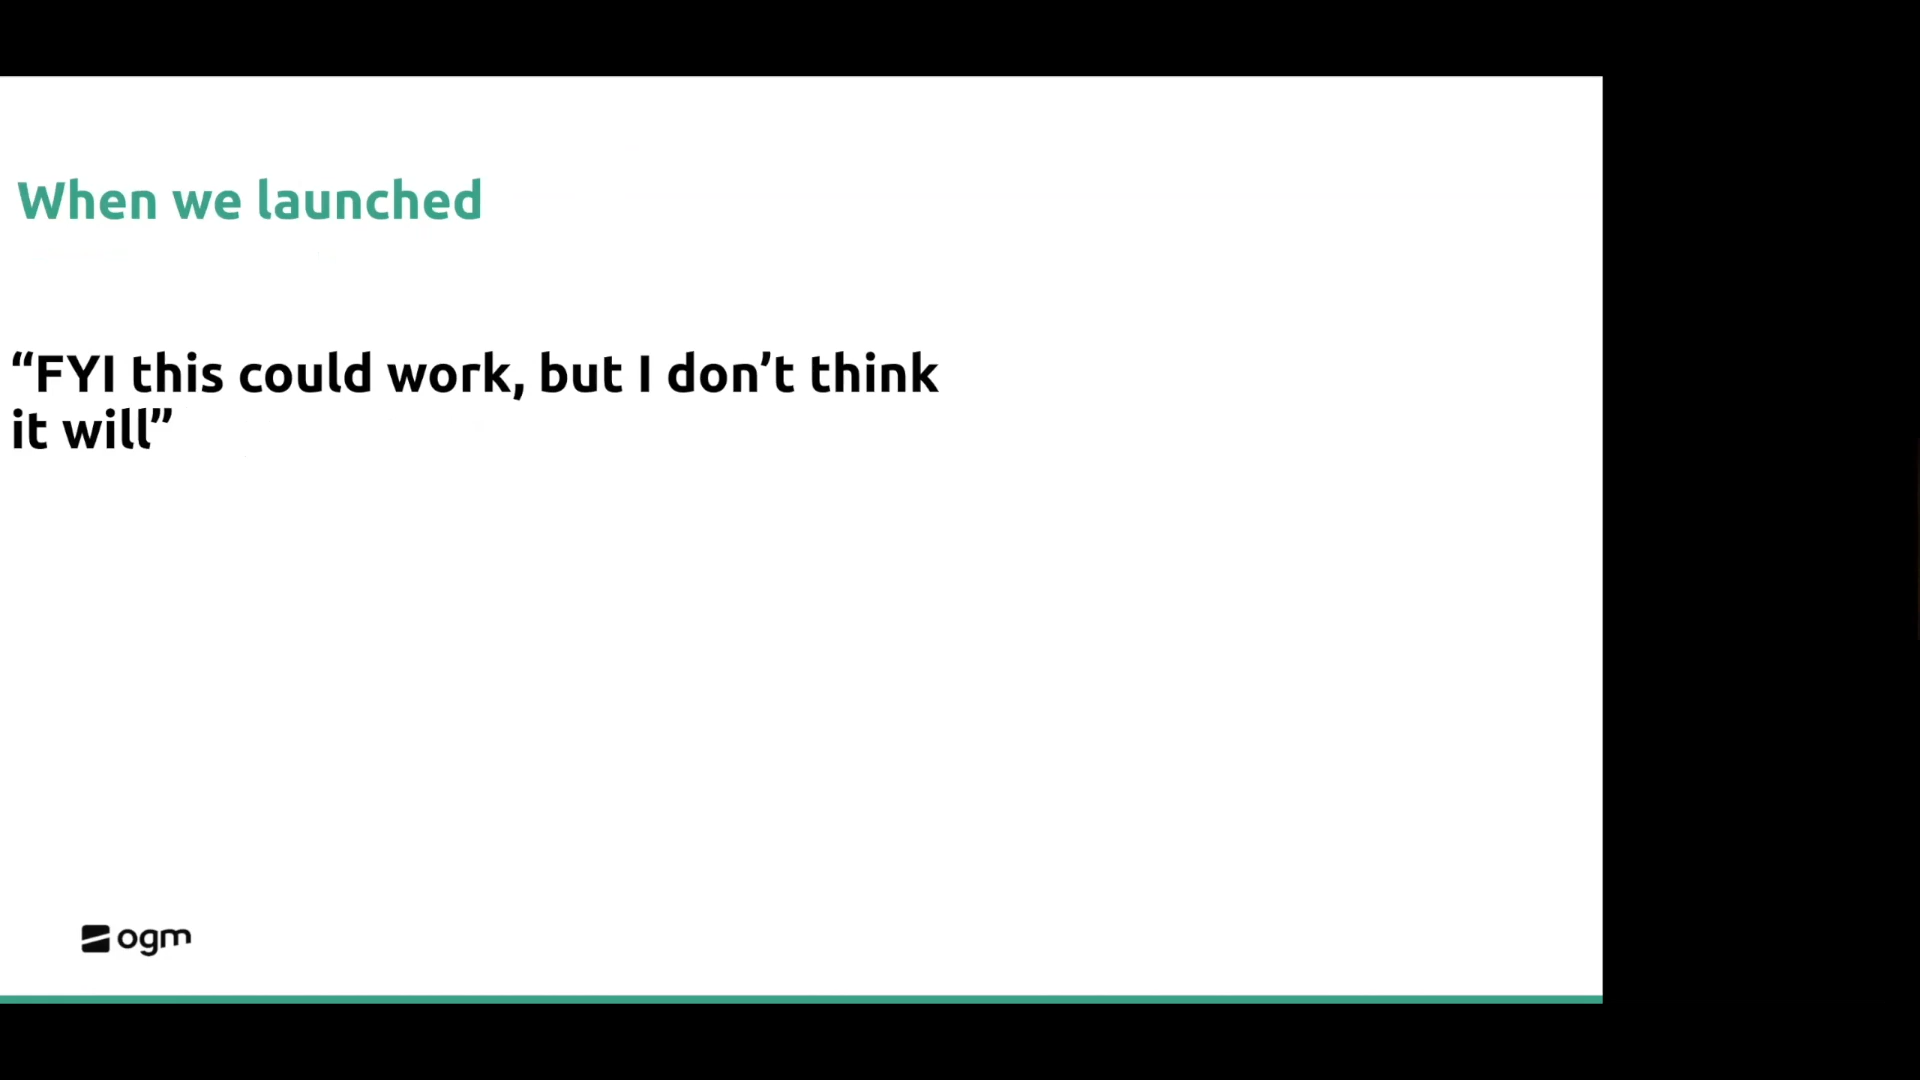 When we launched
“FYI this could work, but I don’t think
it will”
ogm